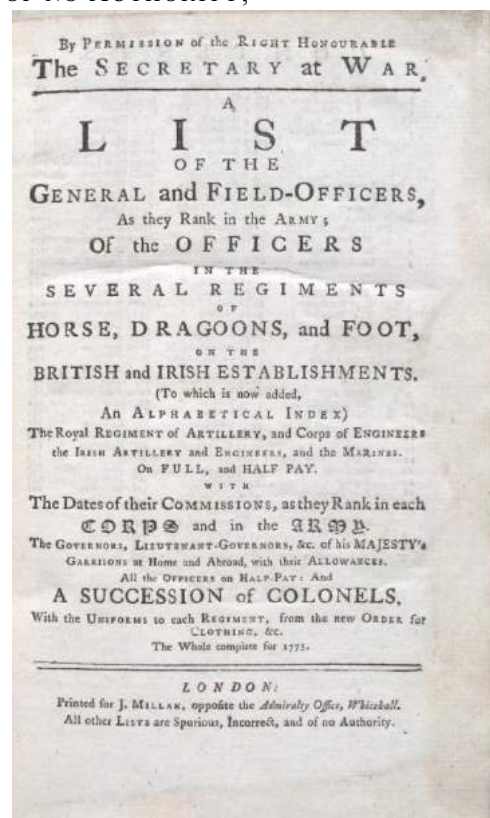 By PERMISSION of the RIGHT HONOURABLE
The SECRETARY at WAR.
A
LIST
OF THE
GENERAL and FIELD-OFFICERS,
As they Rank in the ARMY;
Of the OFFICERS
IN THE
SEVERAL REGIMENTS
OF
HORSE, DRAGOONS, and FOOT,
ON THE
BRITISH and IRISH ESTABLISHMENTS.
(To which is now added,
An ALPHABETICAL INDEX)
The Royal REGIMENT of ARTILLERY, and Corps of ENGINEERS
the IRISH ARTILLERY and ENGINEERS, and the MARINES.
On FULL, and HALF PAY.
WITH
The Dates of their COMMISSIONS, as they Rank in each
CORPS and in the ARMY.
The GOVERNORS, LIEUTENANT-GOVERNORS, &c. of his MAJESTY's
GARRISONS at Home and Abroad, with their ALLOWANCES.
All the OFFICERS on HALF-PAY: And
A SUCCESSION of COLONELS,
With the UNIFORMS to each REGIMENT, from the new ORDER for
CLOTHING, &c.
The Whole complete for 1775.
LONDON:
Printed for J. MILLAN, opposite the Admiralty Office, Whitehall.
All other LISTS are Spurious, Incorrect, and of no Authority.